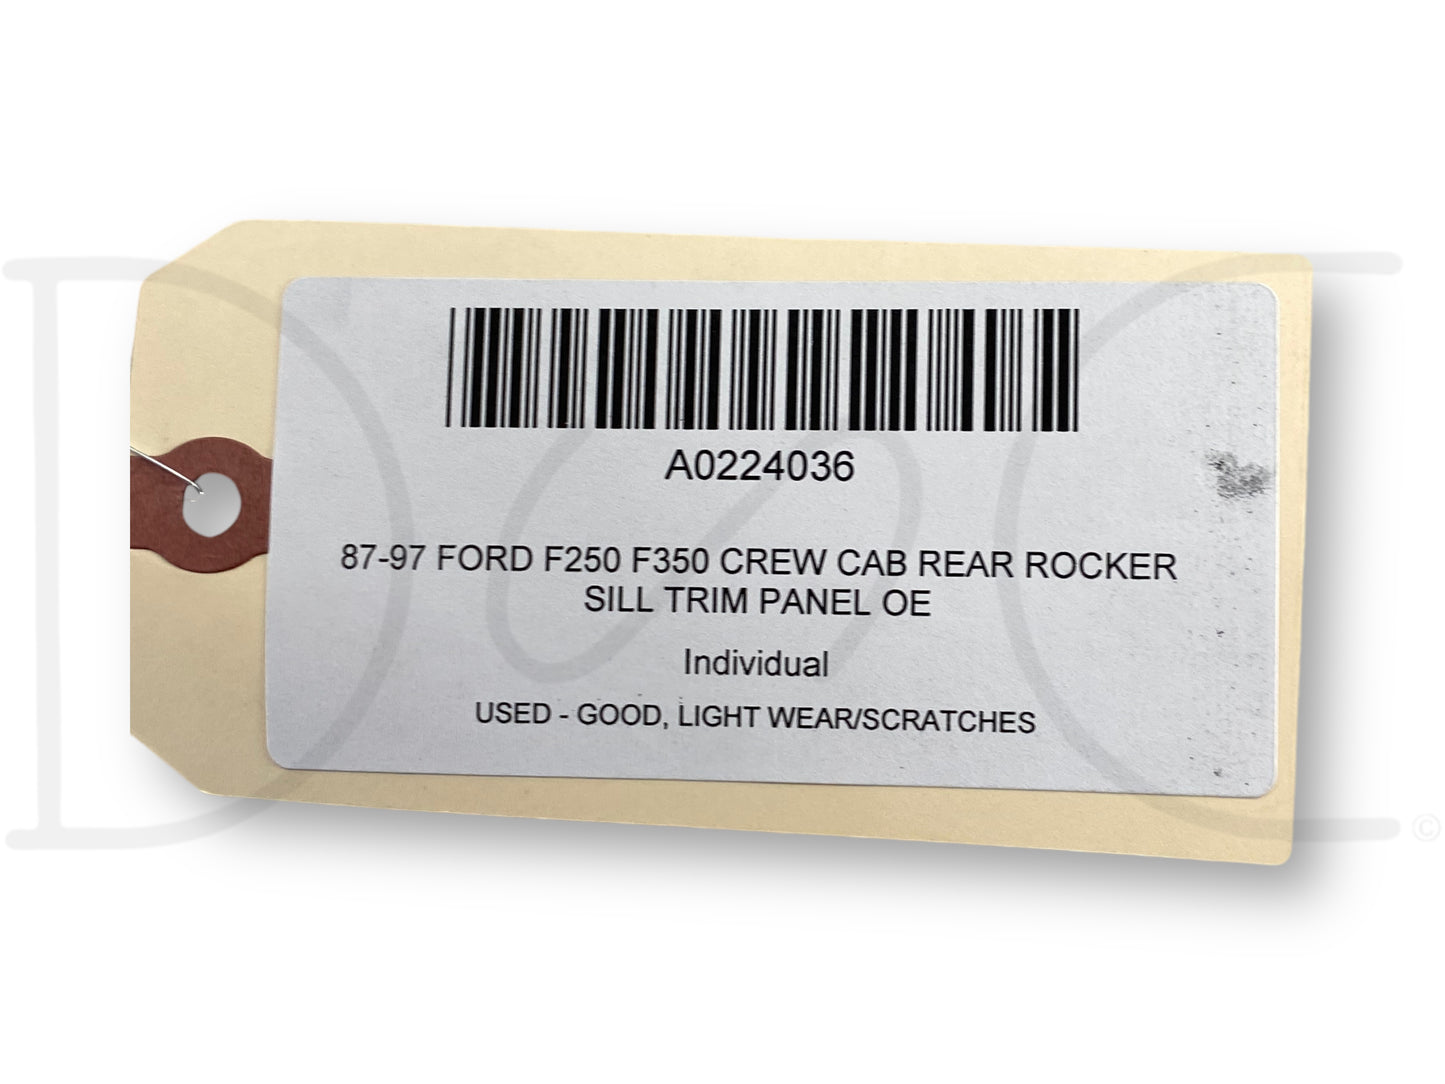 A0224036
87-97 FORD F250 F350 CREW CAB REAR ROCKER
SILL TRIM PANEL OE
Individual
USED - GOOD, LIGHT WEAR/SCRATCHES
©